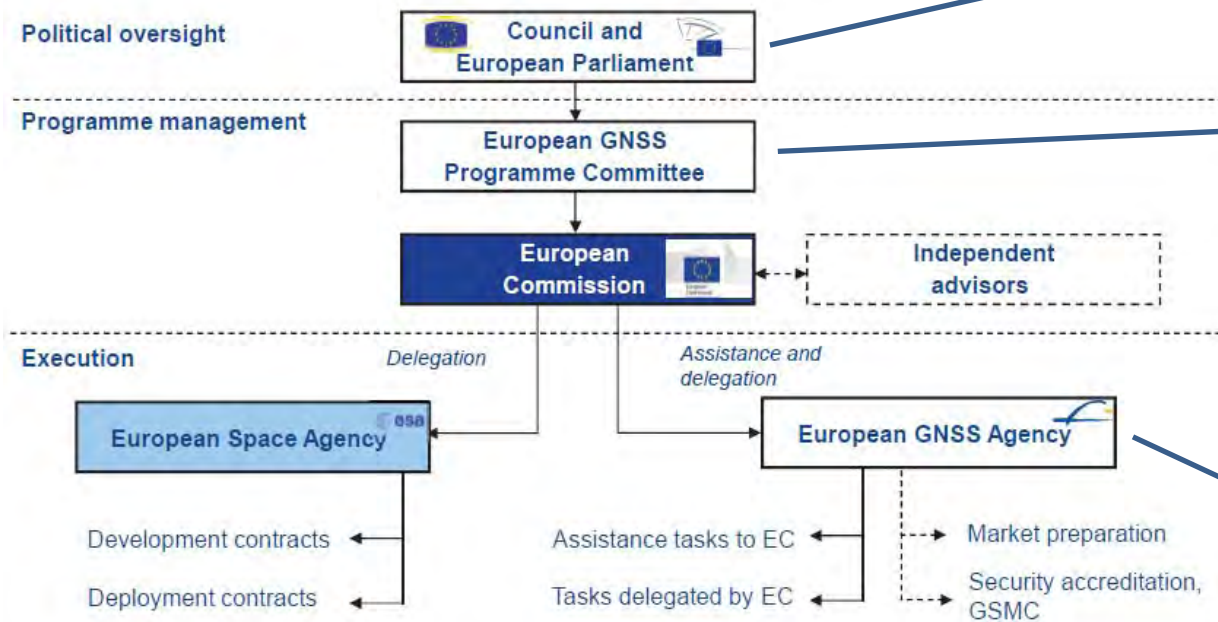 Political oversight
Council and
European Parliament
Programme management
European GNSS
Programme Committee
European
Commission
Independent
advisors
Execution
Delegation
Assistance and
delegation
European Space Agency
esa
European GNSS Agency
Development contracts
Deployment contracts
Assistance tasks to EC
Tasks delegated by EC
Market preparation
Security accreditation,
GSMC